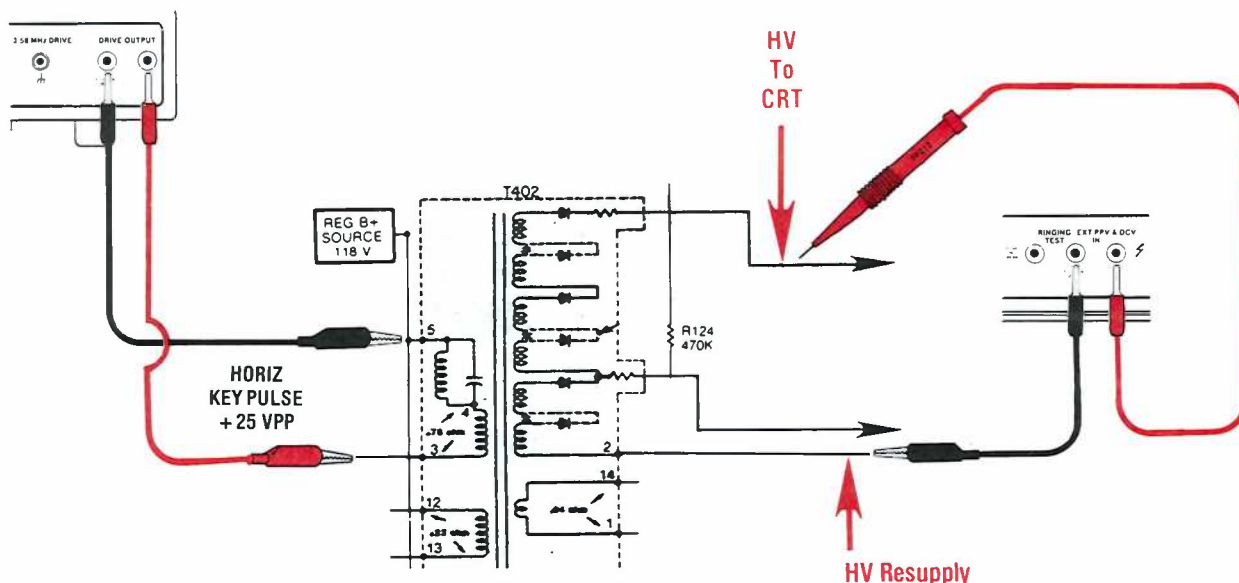 3.58 MHz DRIVE
DRIVE OUTPUT
HV
To
CRT
T402
REG B+
SOURCE
118 V
RINGING
TEST
EXT PPV & DCV
IN
5
R124
470K
HORIZ
KEY PULSE
+ 25 VPP
4
3
2
14
12
13
1
HV Resupply